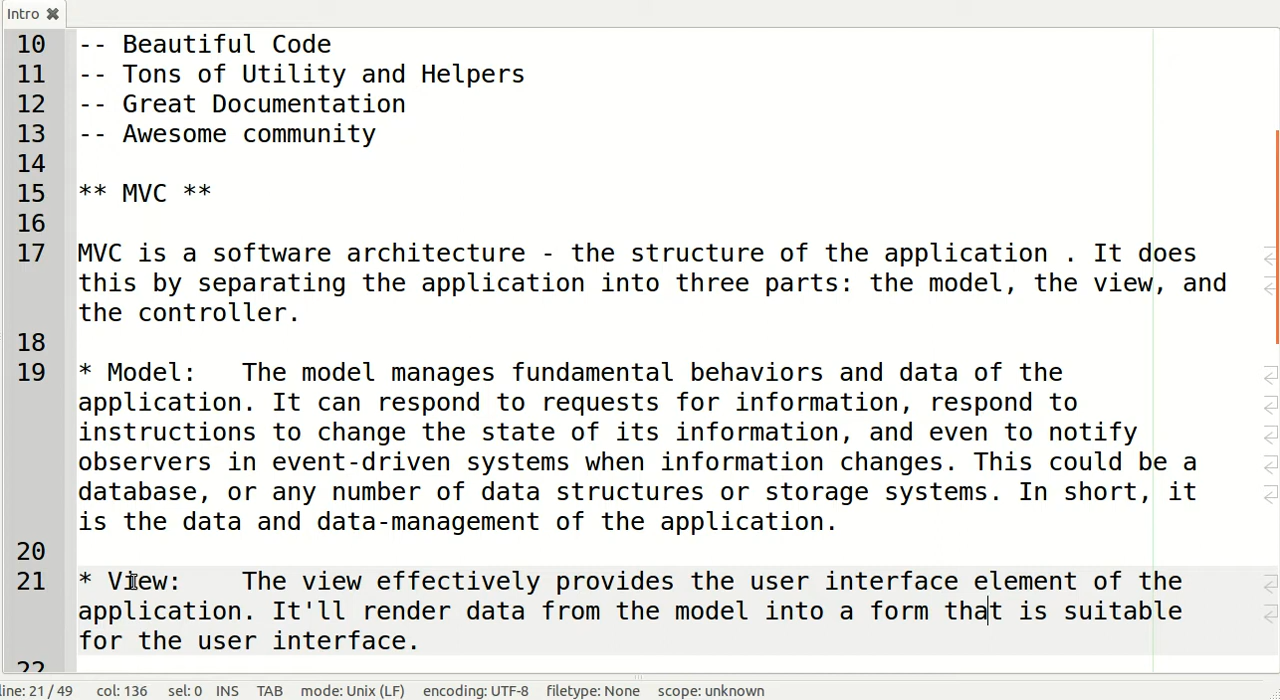 Intro
10 -- Beautiful Code
11 -- Tons of Utility and Helpers
12 -- Great Documentation
13 -- Awesome community
14
15 ** MVC **
16
17 MVC is a software architecture - the structure of the application . It does
this by separating the application into three parts: the model, the view, and
the controller.
18
19 * Model:   The model manages fundamental behaviors and data of the
application. It can respond to requests for information, respond to
instructions to change the state of its information, and even to notify
observers in event-driven systems when information changes. This could be a
database, or any number of data structures or storage systems. In short, it
is the data and data-management of the application.
20
21 * View:    The view effectively provides the user interface element of the
application. It'll render data from the model into a form that is suitable
for the user interface.
22
line: 21 / 49 col: 136 sel: 0 INS TAB mode: Unix (LF) encoding: UTF-8 filetype: None scope: unknown